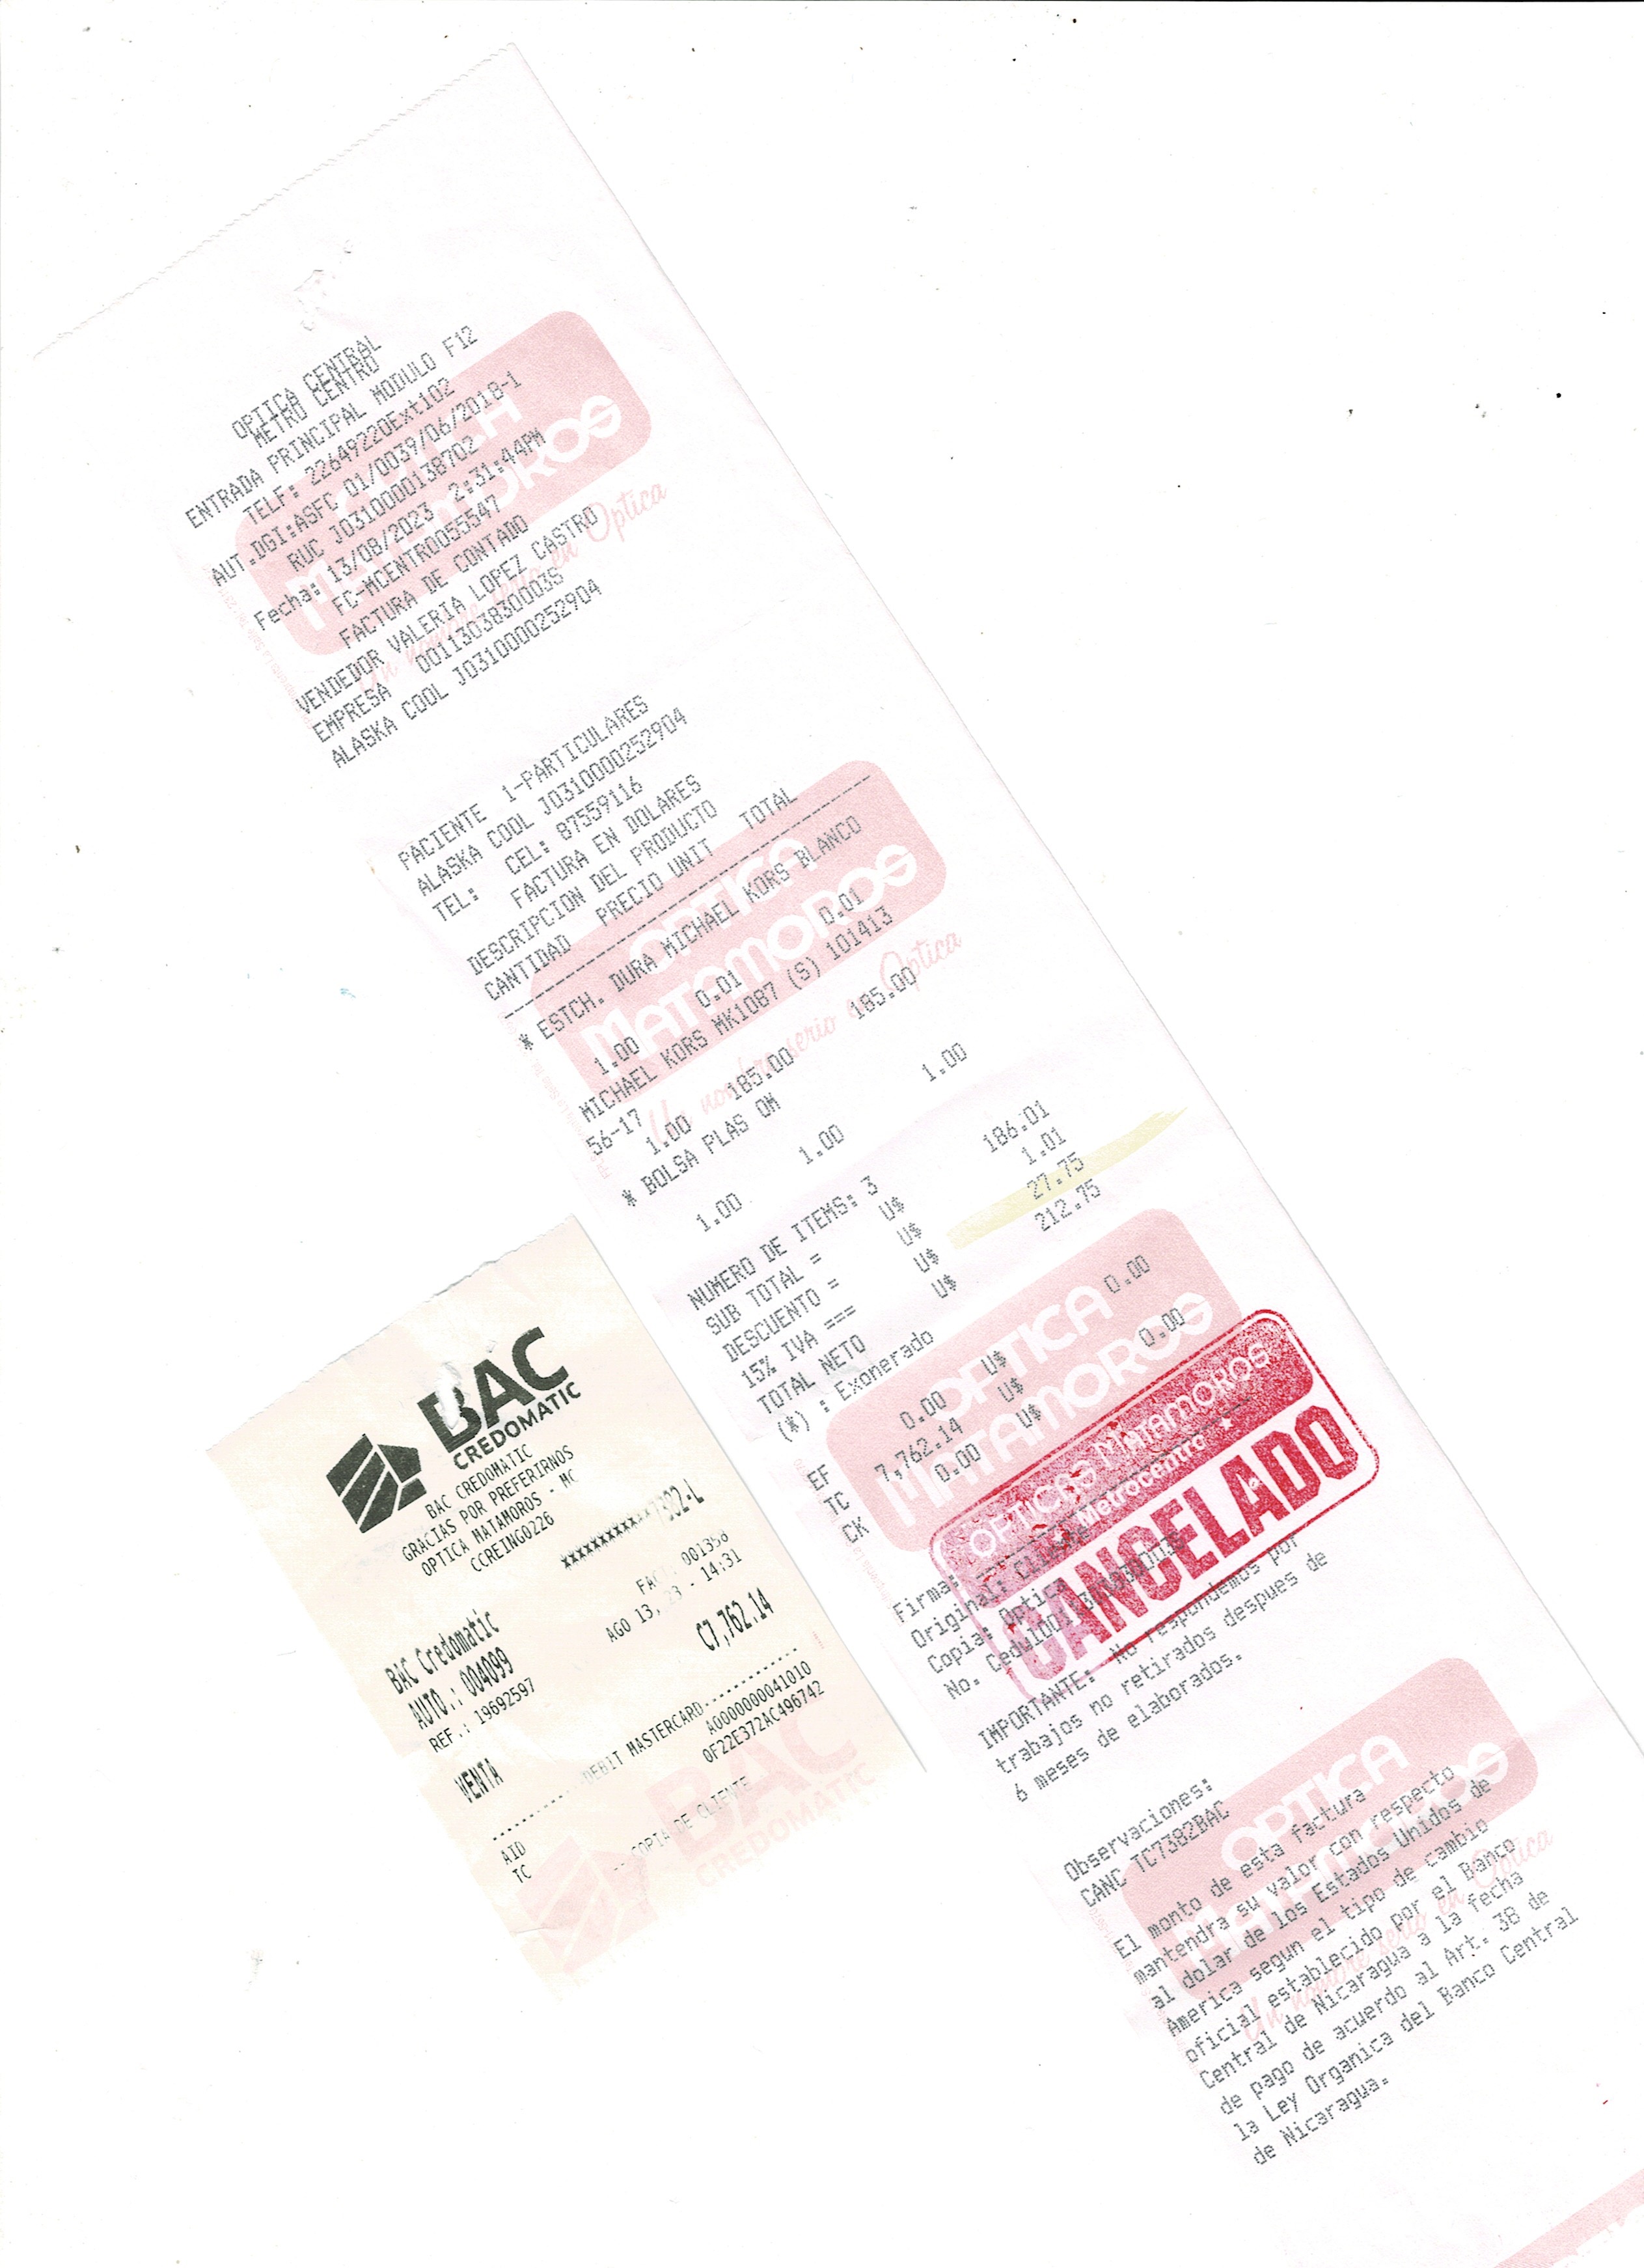 OPTICA CENTRAL
METRO CENTRO
ENTRADA PRINCIPAL MODULO F12
TELF: 22649220Ext102
AUT.DGI:ASFC 01/0039/06/2018-1
RUC J0310000138702
Fecha: 13/08/2023 2:31:44PM
FC-MCENTRO055547
FACTURA DE CONTADO
VENDEDOR VALERIA LOPEZ CASTRO
EMPRESA 0011303830003S
ALASKA COOL J0310000252904
PACIENTE 1-PARTICULARES
ALASKA COOL J0310000252904
TEL: CEL: 87559116
FACTURA EN DOLARES
DESCRIPCION DEL PRODUCTO
CANTIDAD PRECIO UNIT TOTAL
* ESTCH. DURA MICHAEL KORS BLANCO
1.00 0.01 0.01
MICHAEL KORS MK1087 (S) 101413
56-17
1.00 185.00 185.00
* BOLSA PLAS OM
1.00 1.00 1.00
NUMERO DE ITEMS: 3
SUB TOTAL = U$ 186.01
DESCUENTO = U$ 1.01
15% IVA === U$ 27.75
TOTAL NETO U$ 212.75
(*) : Exonerado
EF 0.00 U$ 0.00
TC 7,762.14 U$
CK 0.00 U$ 0.00
OPTICAS MATAMOROS
Metrocentro
CANCELADO
Firma:
Original: CLIENTE
Copia: Optica
No.
IMPORTANTE: No respondemos por
trabajos no retirados despues de
6 meses de elaborados.
Observaciones:
CANC TC7382BAC
El monto de esta factura
mantendra su valor con respecto
al dolar de los Estados Unidos de
America segun el tipo de cambio
oficial establecido por el Banco
Central de Nicaragua a la fecha
de pago de acuerdo al Art. 38 de
la Ley Organica del Banco Central
de Nicaragua.
OPTICA
MATAMOROS
Un nombre serio en Optica
BAC
CREDOMATIC
BAC CREDOMATIC
GRACIAS POR PREFERIRNOS
OPTICA MATAMOROS - MC
CCREING0226
BAC Credomatic
AUTO.: 004099
REF.: 19692597
FACT. 001358
AGO 13, 23 - 14:31
VENTA C7,762.14
DEBIT MASTERCARD
AID A0000000041010
TC 0F22E372AC496742
COPIA DE CLIENTE
BAC
CREDOMATIC